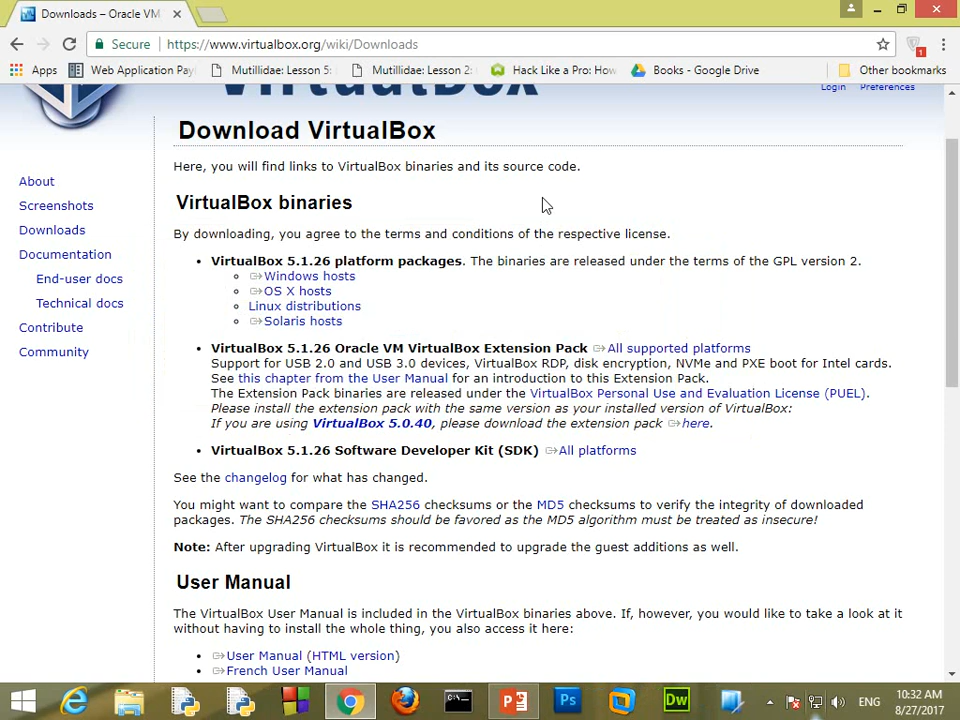 Downloads – Oracle VM
Secure https://www.virtualbox.org/wiki/Downloads
Apps Web Application Pay Mutillidae: Lesson 5: Mutillidae: Lesson 2: Hack Like a Pro: How Books - Google Drive Other bookmarks
VirtualBox
Login Preferences
Download VirtualBox
Here, you will find links to VirtualBox binaries and its source code.
About
Screenshots
Downloads
Documentation
End-user docs
Technical docs
Contribute
Community
VirtualBox binaries
By downloading, you agree to the terms and conditions of the respective license.
• VirtualBox 5.1.26 platform packages. The binaries are released under the terms of the GPL version 2.
Windows hosts
OS X hosts
Linux distributions
Solaris hosts
• VirtualBox 5.1.26 Oracle VM VirtualBox Extension Pack All supported platforms
Support for USB 2.0 and USB 3.0 devices, VirtualBox RDP, disk encryption, NVMe and PXE boot for Intel cards.
See this chapter from the User Manual for an introduction to this Extension Pack.
The Extension Pack binaries are released under the VirtualBox Personal Use and Evaluation License (PUEL).
Please install the extension pack with the same version as your installed version of VirtualBox:
If you are using VirtualBox 5.0.40, please download the extension pack here.
• VirtualBox 5.1.26 Software Developer Kit (SDK) All platforms
See the changelog for what has changed.
You might want to compare the SHA256 checksums or the MD5 checksums to verify the integrity of downloaded
packages. The SHA256 checksums should be favored as the MD5 algorithm must be treated as insecure!
Note: After upgrading VirtualBox it is recommended to upgrade the guest additions as well.
User Manual
The VirtualBox User Manual is included in the VirtualBox binaries above. If, however, you would like to take a look at it
without having to install the whole thing, you also access it here:
• User Manual (HTML version)
• French User Manual
Ps
Dw
ENG
10:32 AM
8/27/2017